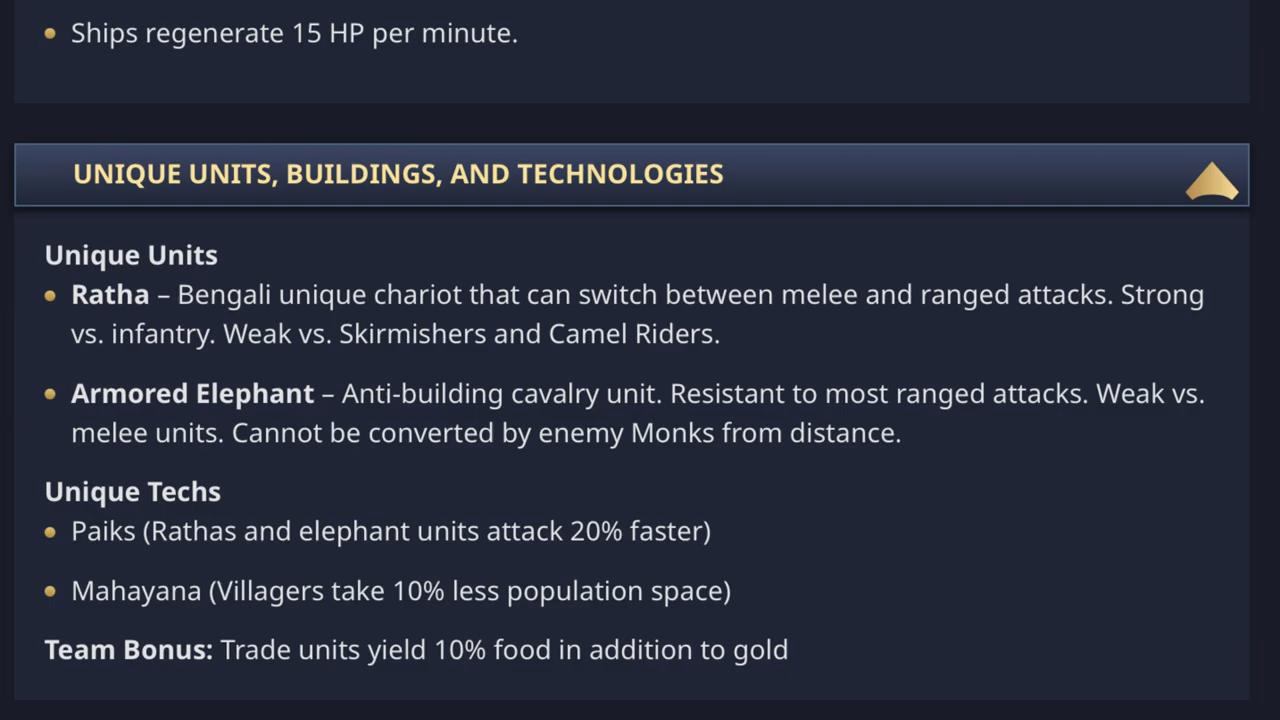 Ships regenerate 15 HP per minute.
UNIQUE UNITS, BUILDINGS, AND TECHNOLOGIES
Unique Units
Ratha – Bengali unique chariot that can switch between melee and ranged attacks. Strong
vs. infantry. Weak vs. Skirmishers and Camel Riders.
Armored Elephant – Anti-building cavalry unit. Resistant to most ranged attacks. Weak vs.
melee units. Cannot be converted by enemy Monks from distance.
Unique Techs
Paiks (Rathas and elephant units attack 20% faster)
Mahayana (Villagers take 10% less population space)
Team Bonus: Trade units yield 10% food in addition to gold